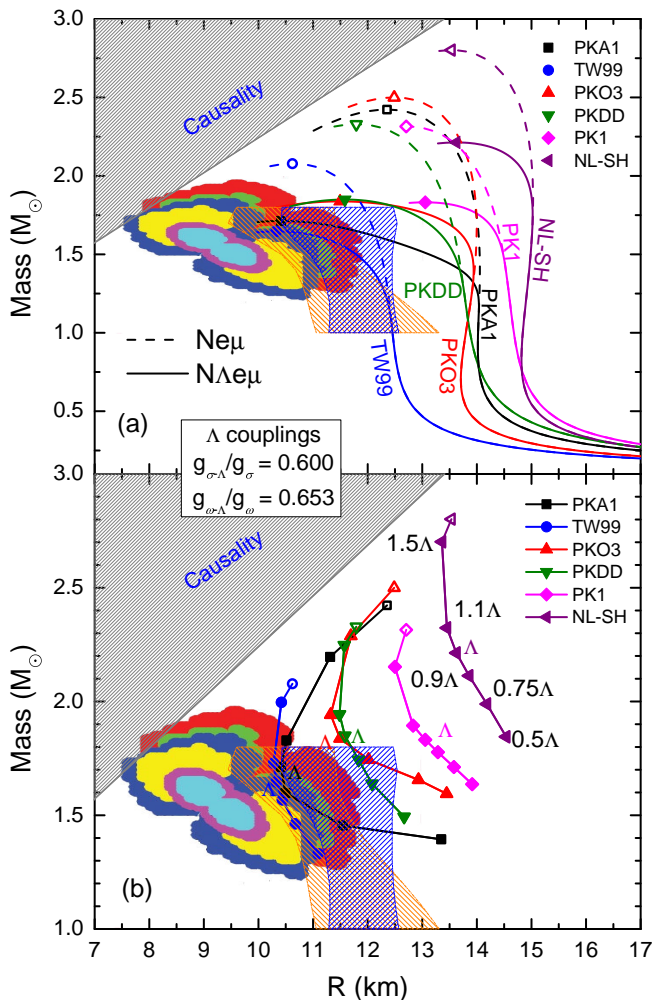 3.0
2.5
2.0
1.5
1.0
0.5
Mass (M⊙)
Causality
PKA1
TW99
PKO3
PKDD
PK1
NL-SH
PK1
NL-SH
PKDD
PKA1
PKO3
TW99
Neμ
NΛeμ
(a)
Λ couplings
g_σ-Λ/g_σ = 0.600
g_ω-Λ/g_ω = 0.653
3.0
2.5
2.0
1.5
1.0
Mass (M⊙)
Causality
PKA1
TW99
PKO3
PKDD
PK1
NL-SH
1.5Λ
1.1Λ
Λ
0.9Λ
0.75Λ
Λ
0.5Λ
Λ
Λ
Λ
Λ
(b)
7 8 9 10 11 12 13 14 15 16 17
R (km)